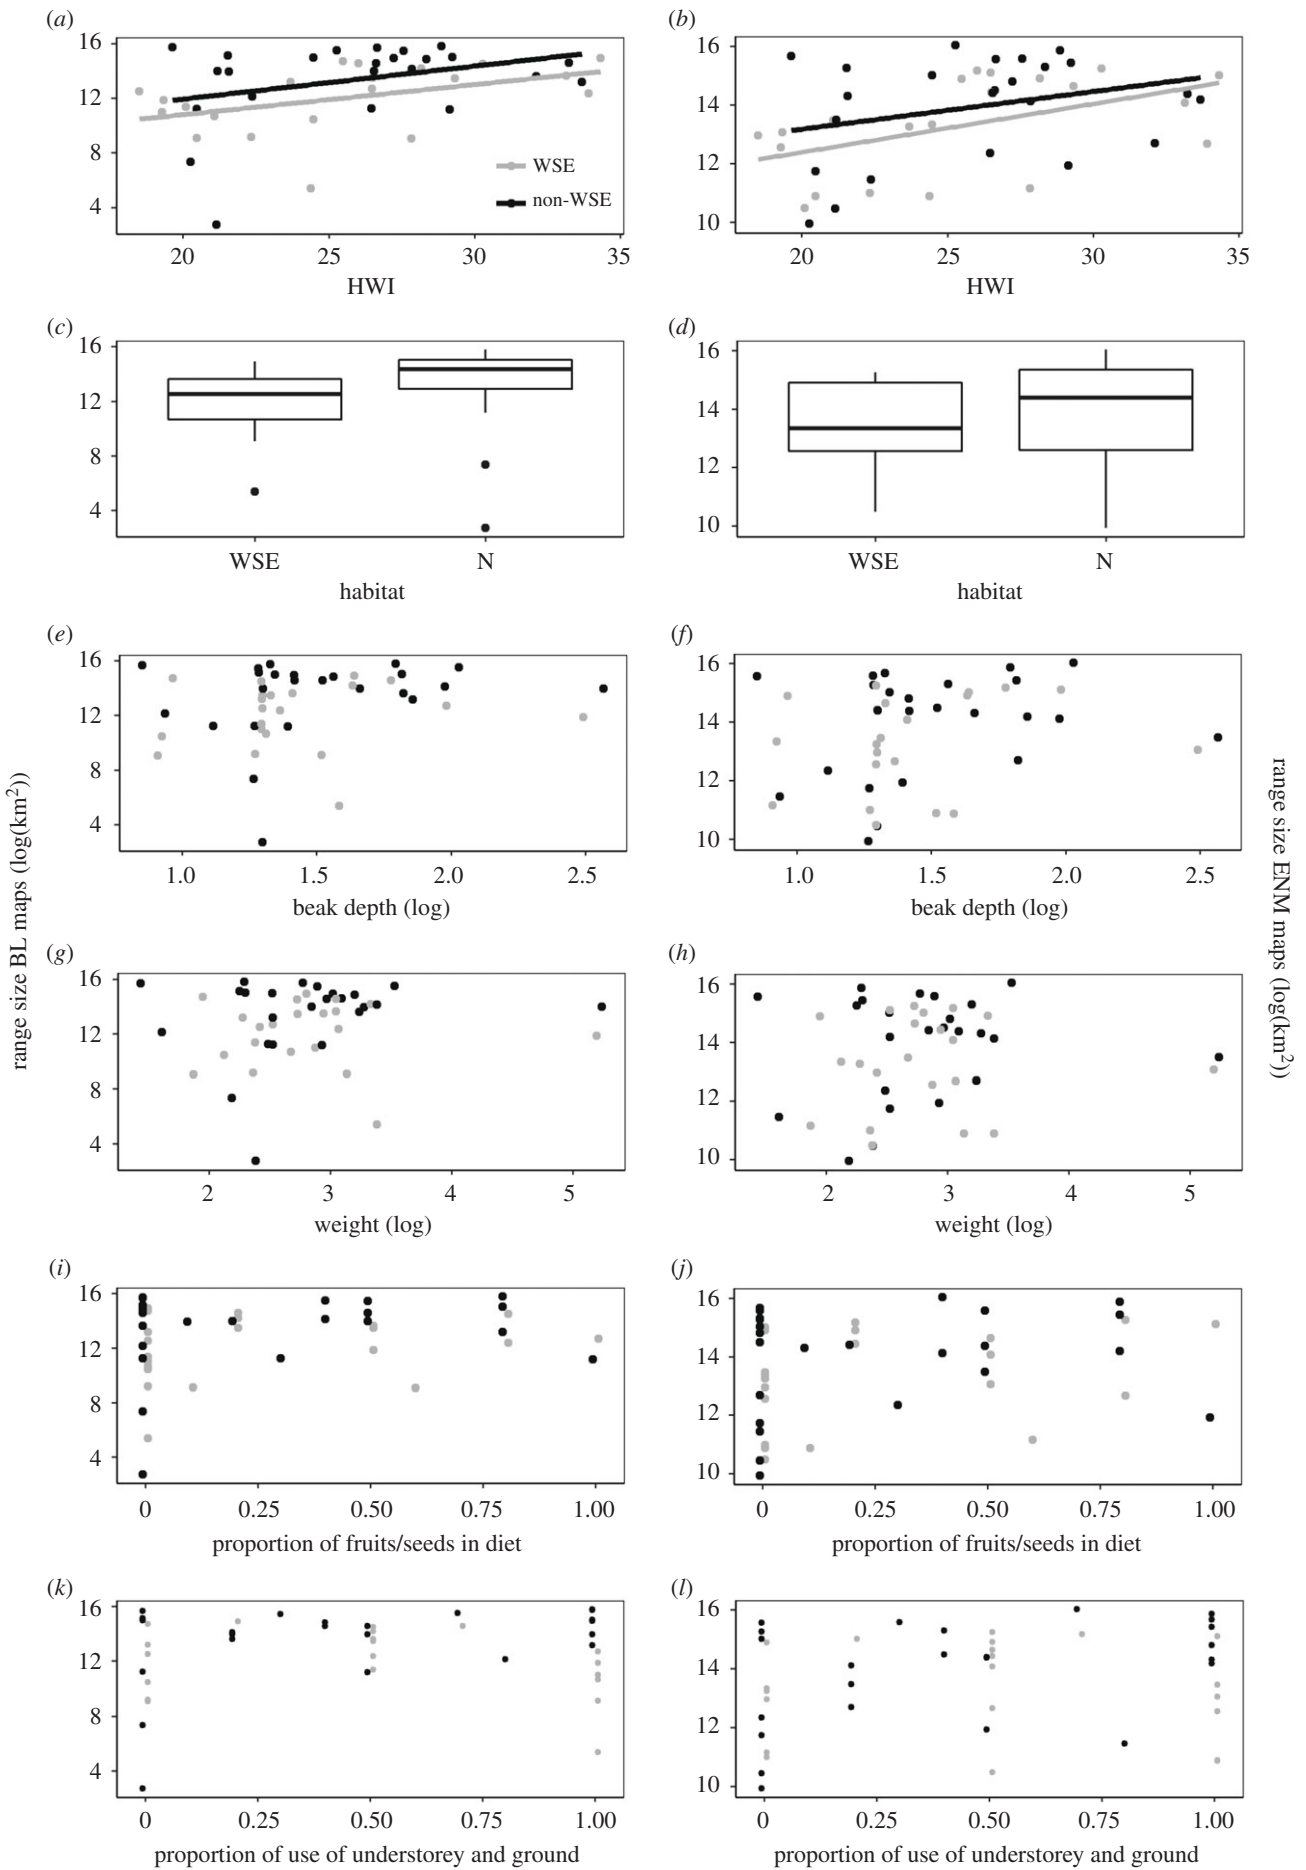 (a) (b)
16 16
12 14
8 WSE 12
4 non-WSE 10
20 25 30 35 20 25 30 35
HWI HWI
(c) (d)
16 16
12 14
8 12
4 10
WSE N WSE N
habitat habitat
(e) (f)
16 16
12 14
8 12
4 10
1.0 1.5 2.0 2.5 1.0 1.5 2.0 2.5
beak depth (log) beak depth (log)
range size BL maps (log(km²)) range size ENM maps (log(km²))
(g) (h)
16 16
12 14
8 12
4 10
2 3 4 5 2 3 4 5
weight (log) weight (log)
(i) (j)
16 16
12 14
8 12
4 10
0 0.25 0.50 0.75 1.00 0 0.25 0.50 0.75 1.00
proportion of fruits/seeds in diet proportion of fruits/seeds in diet
(k) (l)
16 16
12 14
8 12
4 10
0 0.25 0.50 0.75 1.00 0 0.25 0.50 0.75 1.00
proportion of use of understorey and ground proportion of use of understorey and ground